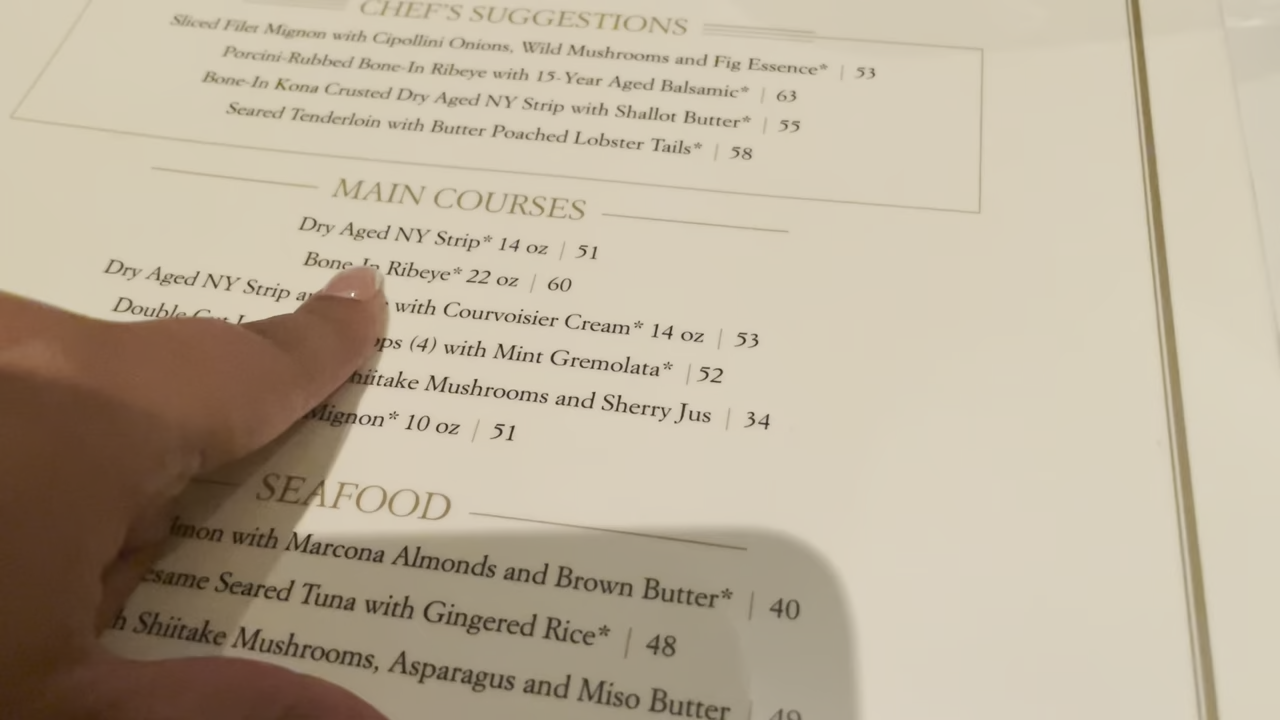 CHEF'S SUGGESTIONS
Sliced Filet Mignon with Cipollini Onions, Wild Mushrooms and Fig Essence* | 53
Porcini-Rubbed Bone-In Ribeye with 15-Year Aged Balsamic* | 63
Bone-In Kona Crusted Dry Aged NY Strip with Shallot Butter* | 55
Seared Tenderloin with Butter Poached Lobster Tails* | 58
MAIN COURSES
Dry Aged NY Strip* 14 oz | 51
Bone-In Ribeye* 22 oz | 60
Dry Aged NY Strip with Courvoisier Cream* 14 oz | 53
Double (4) with Mint Gremolata* | 52
Mushrooms and Sherry Jus | 34
Mignon* 10 oz | 51
SEAFOOD
with Marcona Almonds and Brown Butter* | 40
Seared Tuna with Gingered Rice* | 48
Shiitake Mushrooms, Asparagus and Miso Butter |